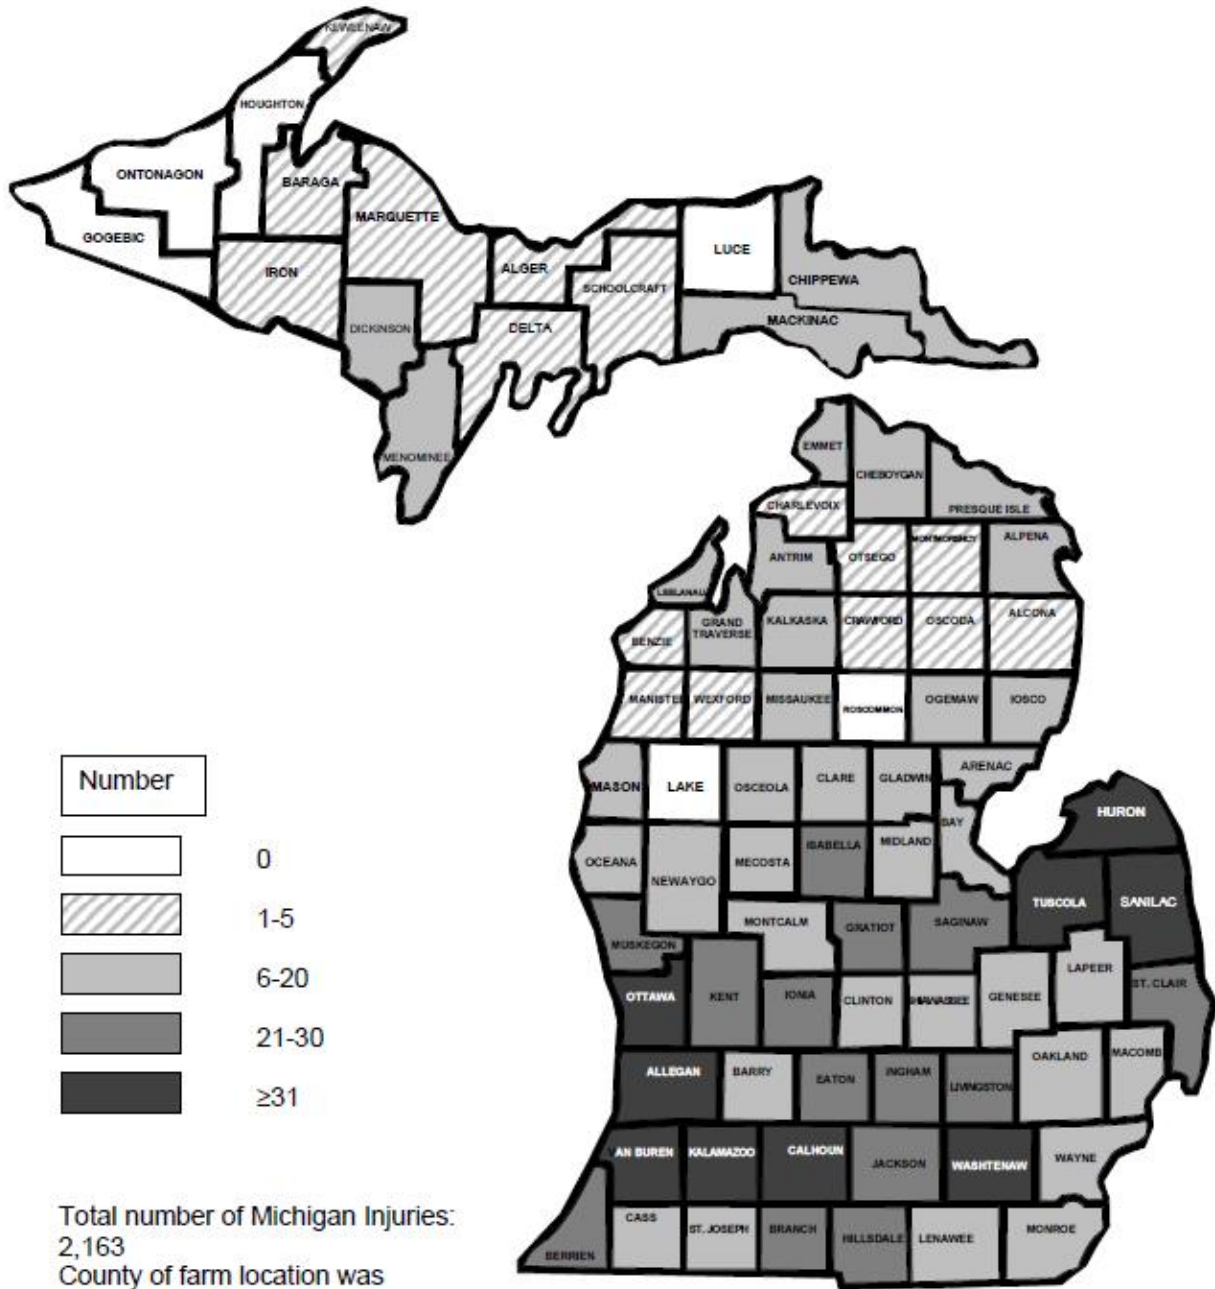 KEWEENAW
HOUGHTON
ONTONAGON
BARAGA
GOGEBIC
MARQUETTE
IRON
ALGER
LUCE
SCHOOLCRAFT
CHIPPEWA
DICKINSON
DELTA
MACKINAC
MENOMINEE
EMMET
CHEBOYGAN
CHARLEVOIX
PRESQUE ISLE
ANTRIM
OTSEGO
MONTMORENCY
ALPENA
LEELANAU
GRAND
TRAVERSE
KALKASKA
CRAWFORD
OSCODA
ALCONA
BENZIE
MANISTEE
WEXFORD
MISSAUKEE
ROSCOMMON
OGEMAW
IOSCO
MASON
LAKE
OSCEOLA
CLARE
GLADWIN
ARENAC
HURON
OCEANA
NEWAYGO
MECOSTA
ISABELLA
MIDLAND
BAY
TUSCOLA
SANILAC
MUSKEGON
MONTCALM
GRATIOT
SAGINAW
LAPEER
OTTAWA
KENT
IONIA
CLINTON
SHIAWASSEE
GENESEE
ST. CLAIR
ALLEGAN
BARRY
EATON
INGHAM
LIVINGSTON
OAKLAND
MACOMB
VAN BUREN
KALAMAZOO
CALHOUN
JACKSON
WASHTENAW
WAYNE
BERRIEN
CASS
ST. JOSEPH
BRANCH
HILLSDALE
LENAWEE
MONROE
Number
0
1-5
6-20
21-30
≥31
Total number of Michigan Injuries:
2,163
County of farm location was